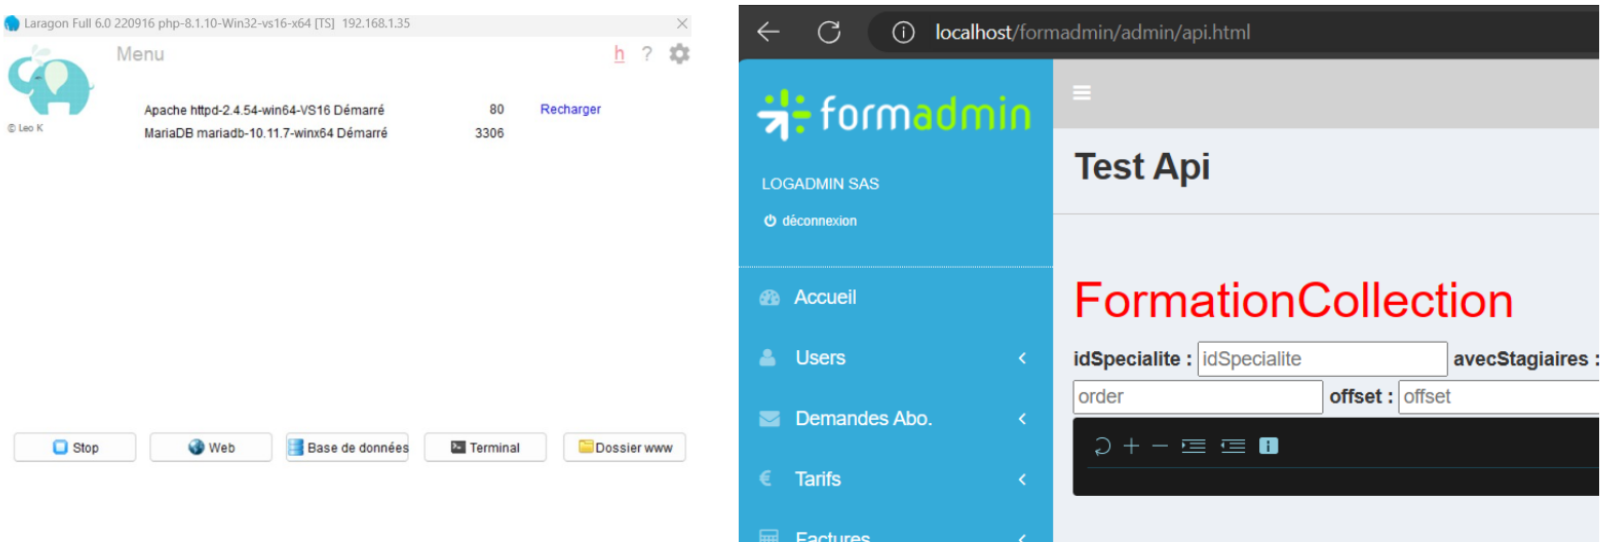 Laragon Full 6.0 220916 php-8.1.10-Win32-vs16-x64 [TS] 192.168.1.35
Menu
h ?
© Leo K
Apache httpd-2.4.54-win64-VS16 Démarré 80 Recharger
MariaDB mariadb-10.11.7-winx64 Démarré 3306
Stop Web Base de données Terminal Dossier www
localhost/formadmin/admin/api.html
formadmin
LOGADMIN SAS
déconnexion
Accueil
Users
Demandes Abo.
Tarifs
Factures
Test Api
FormationCollection
idSpecialite : idSpecialite avecStagiaires :
order offset : offset